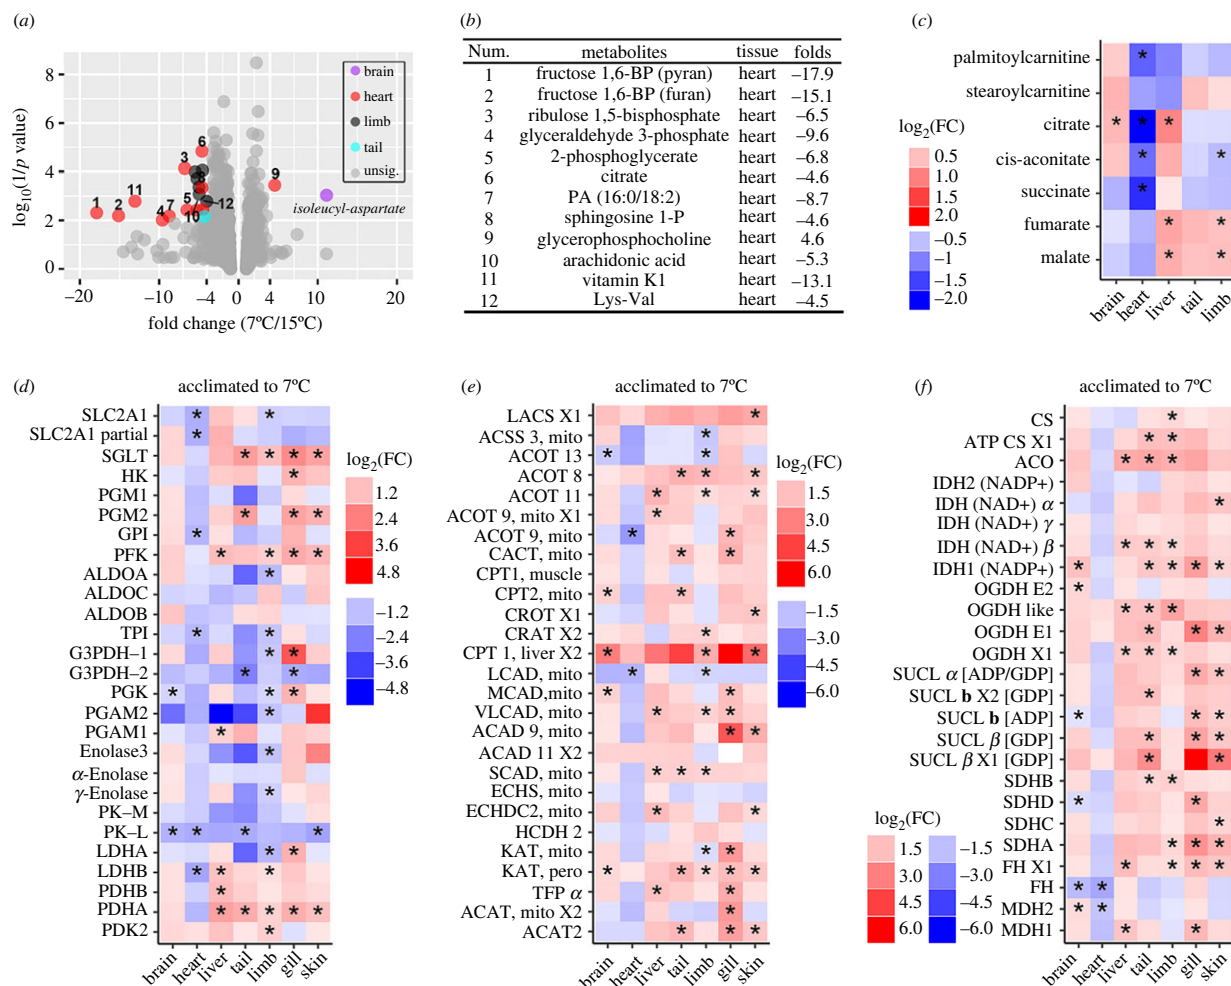 (a)
8
6
4
2
0
log10(1/p value)
–20
–10
–4
0
4
10
20
fold change (7ºC/15ºC)
brain
heart
limb
tail
unsig.
6
3
9
11
1
2
4
7
5
8
10
12
isoleucyl-aspartate
(b)
Num. metabolites tissue folds
1 fructose 1,6-BP (pyran) heart –17.9
2 fructose 1,6-BP (furan) heart –15.1
3 ribulose 1,5-bisphosphate heart –6.5
4 glyceraldehyde 3-phosphate heart –9.6
5 2-phosphoglycerate heart –6.8
6 citrate heart –4.6
7 PA (16:0/18:2) heart –8.7
8 sphingosine 1-P heart –4.6
9 glycerophosphocholine heart 4.6
10 arachidonic acid heart –5.3
11 vitamin K1 heart –13.1
12 Lys-Val heart –4.5
(c)
log2(FC)
0.5
1.0
1.5
2.0
–0.5
–1
–1.5
–2.0
palmitoylcarnitine
stearoylcarnitine
citrate
cis-aconitate
succinate
fumarate
malate
brain
heart
liver
tail
limb
(d)
acclimated to 7ºC
SLC2A1
SLC2A1 partial
SGLT
HK
PGM1
PGM2
GPI
PFK
ALDOA
ALDOC
ALDOB
TPI
G3PDH–1
G3PDH–2
PGK
PGAM2
PGAM1
Enolase3
α-Enolase
γ-Enolase
PK–M
PK–L
LDHA
LDHB
PDHB
PDHA
PDK2
brain
heart
liver
tail
limb
gill
skin
log2(FC)
1.2
2.4
3.6
4.8
–1.2
–2.4
–3.6
–4.8
(e)
acclimated to 7ºC
LACS X1
ACSS 3, mito
ACOT 13
ACOT 8
ACOT 11
ACOT 9, mito X1
ACOT 9, mito
CACT, mito
CPT1, muscle
CPT2, mito
CROT X1
CRAT X2
CPT 1, liver X2
LCAD, mito
MCAD,mito
VLCAD, mito
ACAD 9, mito
ACAD 11 X2
SCAD, mito
ECHS, mito
ECHDC2, mito
HCDH 2
KAT, mito
KAT, pero
TFP α
ACAT, mito X2
ACAT2
brain
heart
liver
tail
limb
gill
skin
log2(FC)
1.5
3.0
4.5
6.0
–1.5
–3.0
–4.5
–6.0
(f)
acclimated to 7ºC
CS
ATP CS X1
ACO
IDH2 (NADP+)
IDH (NAD+) α
IDH (NAD+) γ
IDH (NAD+) β
IDH1 (NADP+)
OGDH E2
OGDH like
OGDH E1
OGDH X1
SUCL α [ADP/GDP]
SUCL b X2 [GDP]
SUCL b [ADP]
SUCL β [GDP]
SUCL β X1 [GDP]
SDHB
SDHD
SDHC
SDHA
FH X1
FH
MDH2
MDH1
brain
heart
liver
tail
limb
gill
skin
log2(FC)
1.5 –1.5
3.0 –3.0
4.5 –4.5
6.0 –6.0